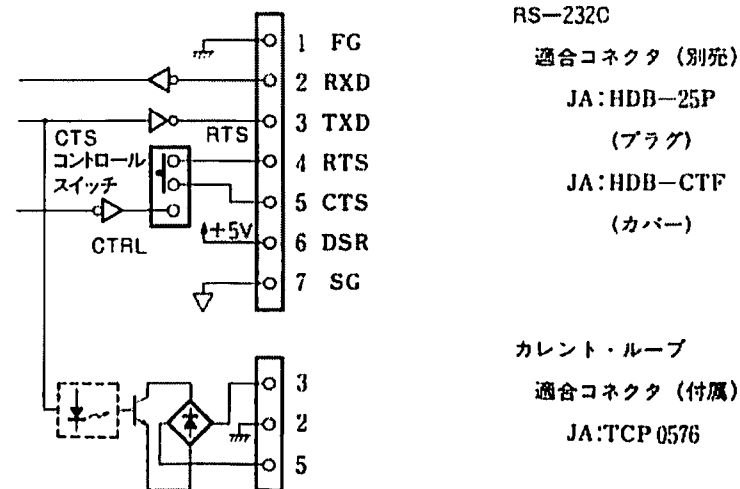 RS-232C
適合コネクタ（別売）
JA:HDB-25P
(プラグ)
JA:HDB-CTF
(カバー)
1 FG
2 RXD
3 TXD
4 RTS
5 CTS
6 DSR
7 SG
CTS
コントロール
スイッチ
RTS
CTRL
+5V
カレント・ループ
適合コネクタ（付属）
JA:TCP 0576
3
2
5